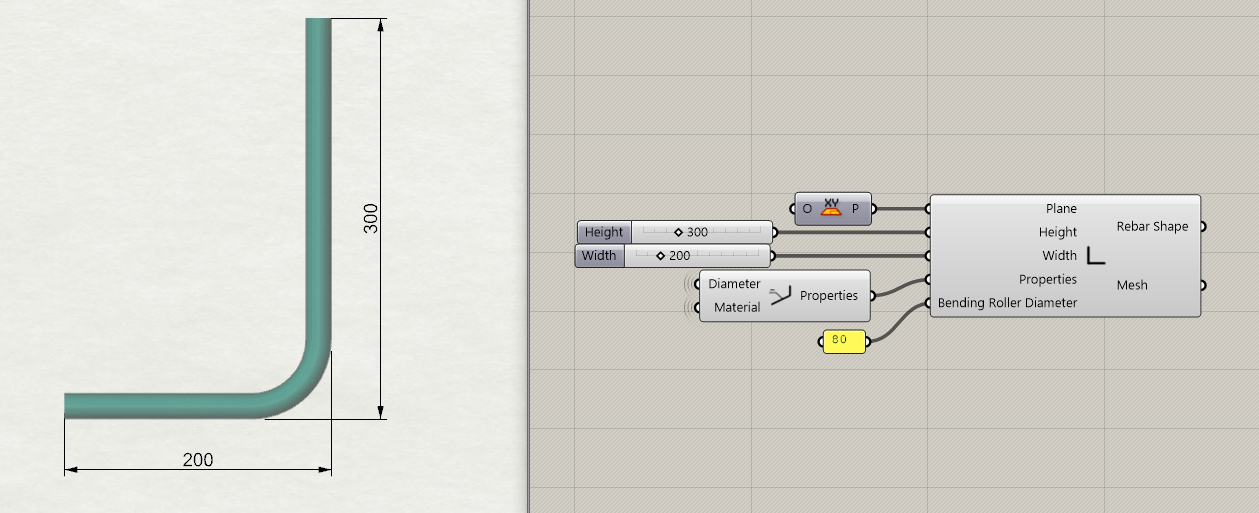 300
200
XY
O P
Height 300
Width 200
Diameter
Material
Properties
80
Plane
Height
Width
Properties
Bending Roller Diameter
Rebar Shape
Mesh